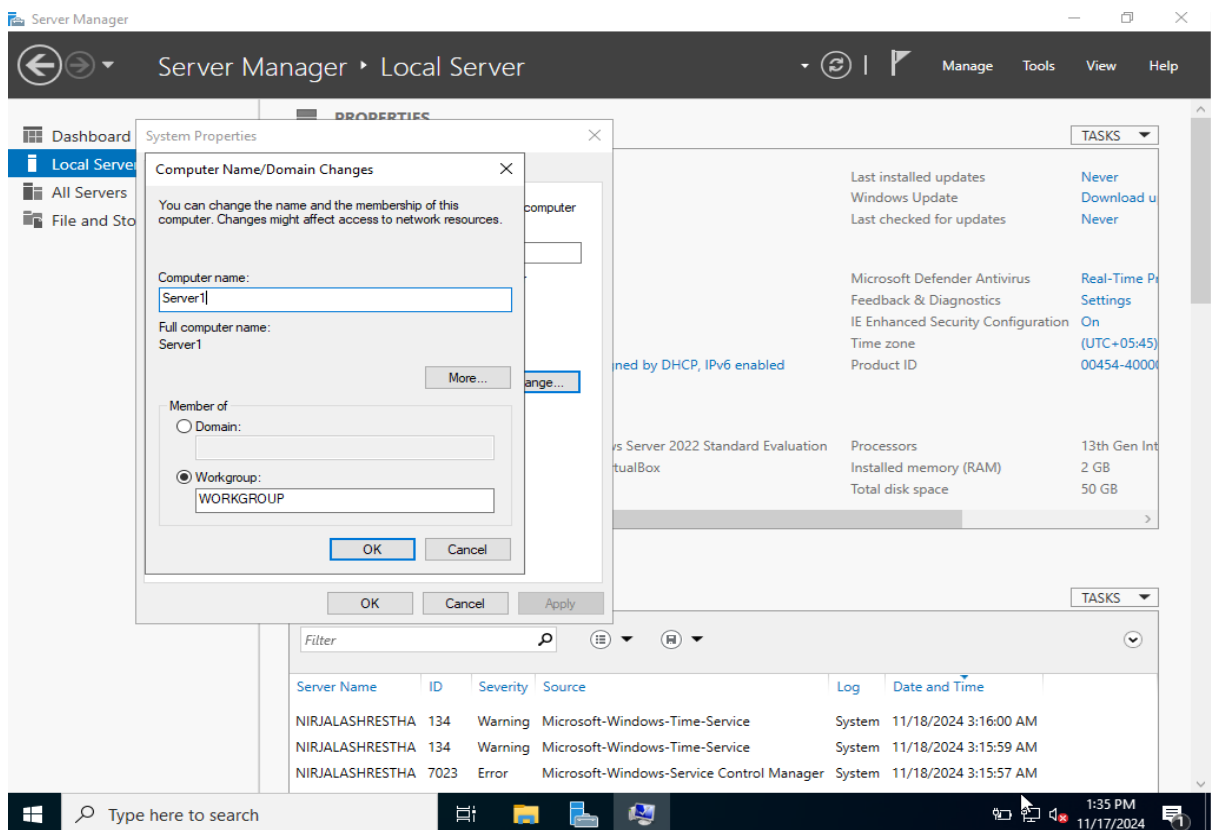 Server Manager
Server Manager ‣ Local Server
Manage Tools View Help
Dashboard
Local Server
All Servers
File and Sto
PROPERTIES
TASKS
System Properties
Computer Name/Domain Changes
You can change the name and the membership of this
computer. Changes might affect access to network resources.
Computer name:
Server1
Full computer name:
Server1
More...
Member of
Domain:
Workgroup:
WORKGROUP
OK Cancel
computer
ange...
OK Cancel Apply
Last installed updates Never
Windows Update Download u
Last checked for updates Never
Microsoft Defender Antivirus Real-Time Pr
Feedback & Diagnostics Settings
IE Enhanced Security Configuration On
Time zone (UTC+05:45)
ned by DHCP, IPv6 enabled Product ID 00454-40000
vs Server 2022 Standard Evaluation Processors 13th Gen Int
tualBox Installed memory (RAM) 2 GB
Total disk space 50 GB
TASKS
Filter
Server Name ID Severity Source Log Date and Time
NIRJALASHRESTHA 134 Warning Microsoft-Windows-Time-Service System 11/18/2024 3:16:00 AM
NIRJALASHRESTHA 134 Warning Microsoft-Windows-Time-Service System 11/18/2024 3:15:59 AM
NIRJALASHRESTHA 7023 Error Microsoft-Windows-Service Control Manager System 11/18/2024 3:15:57 AM
Type here to search
1:35 PM
11/17/2024
1